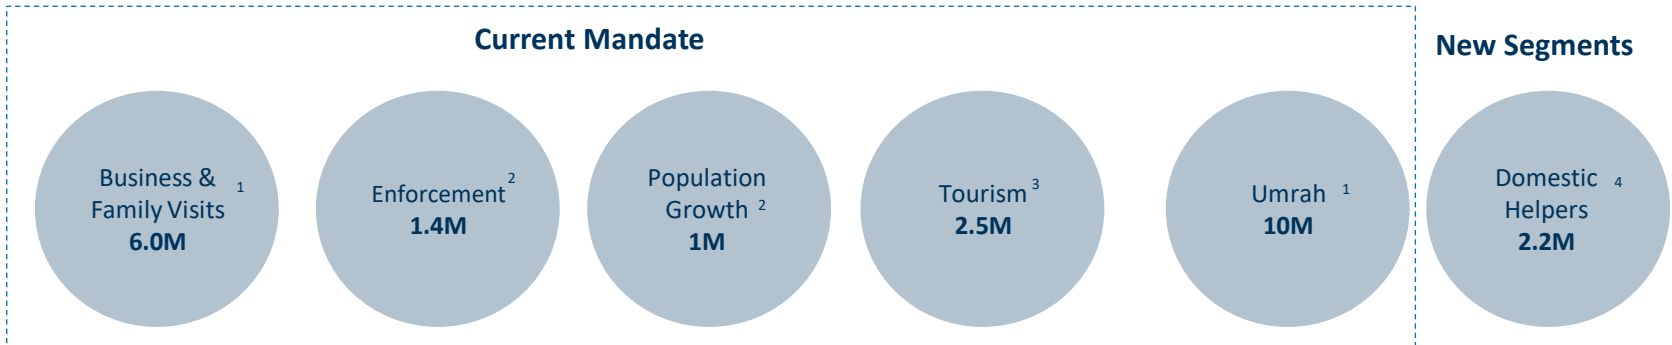 Current Mandate
New Segments
Business & 1
Family Visits
6.0M
Enforcement 2
1.4M
Population
Growth 2
1M
Tourism 3
2.5M
Umrah 1
10M
Domestic 4
Helpers
2.2M